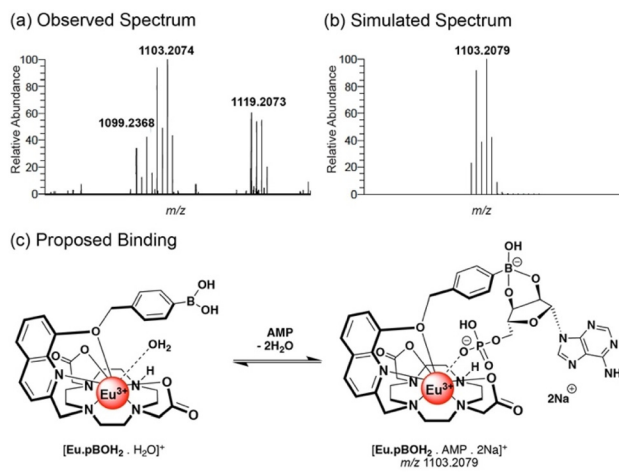 (a) Observed Spectrum
(b) Simulated Spectrum
1103.2074
1099.2368
1119.2073
100
80
60
40
20
0
Relative Abundance
m/z
1103.2079
100
80
60
40
20
0
Relative Abundance
m/z
(c) Proposed Binding
OH
B
OH
O
OH₂
O
O
N
N
H
O
Eu³⁺
N
N
N
O
[Eu.pBOH₂ . H₂O]⁺
AMP
- 2H₂O
OH
B⊖
O
O
O
O
⊖O
P
O
OH
N
N
N
N
NH
2Na⊕
O
O
O
N
N
H
O
Eu³⁺
N
N
N
O
[Eu.pBOH₂ . AMP . 2Na]⁺
m/z 1103.2079